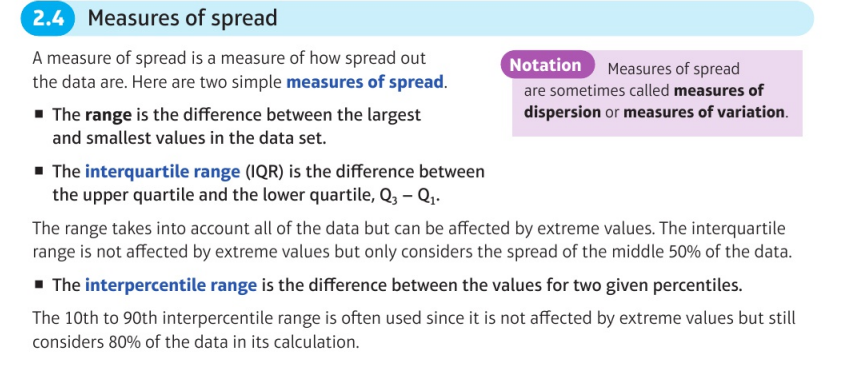 2.4 Measures of spread
A measure of spread is a measure of how spread out
the data are. Here are two simple measures of spread.
■ The range is the difference between the largest
and smallest values in the data set.
■ The interquartile range (IQR) is the difference between
the upper quartile and the lower quartile, Q₃ – Q₁.
Notation Measures of spread
are sometimes called measures of
dispersion or measures of variation.
The range takes into account all of the data but can be affected by extreme values. The interquartile
range is not affected by extreme values but only considers the spread of the middle 50% of the data.
■ The interpercentile range is the difference between the values for two given percentiles.
The 10th to 90th interpercentile range is often used since it is not affected by extreme values but still
considers 80% of the data in its calculation.